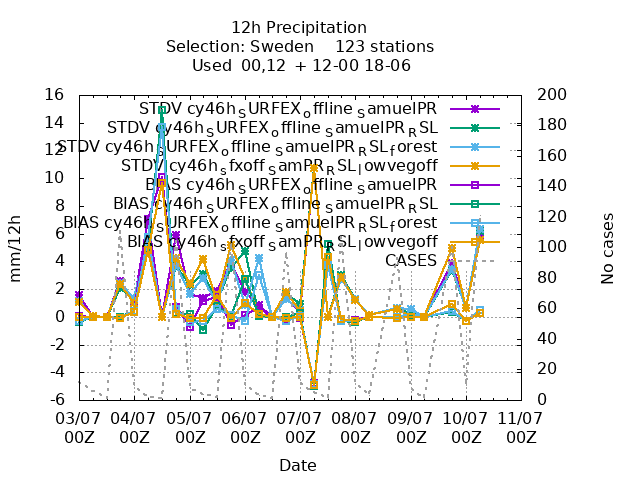 12h Precipitation
Selection: Sweden 123 stations
Used 00,12 + 12-00 18-06
STDV cy46h_SURFEX_offline_SamuelPR
STDV cy46h_SURFEX_offline_SamuelPR_RSL
STDV cy46h_SURFEX_offline_SamuelPR_RSL_forest
STDV cy46h_sfxoff_SamPR_RSL_lowvegoff
BIAS cy46h_SURFEX_offline_SamuelPR
BIAS cy46h_SURFEX_offline_SamuelPR_RSL
BIAS cy46h_SURFEX_offline_SamuelPR_RSL_forest
BIAS cy46h_sfxoff_SamPR_RSL_lowvegoff
CASES
16
14
12
10
8
6
4
2
0
-2
-4
-6
mm/12h
200
180
160
140
120
100
80
60
40
20
0
No cases
03/07 04/07 05/07 06/07 07/07 08/07 09/07 10/07 11/07
00Z 00Z 00Z 00Z 00Z 00Z 00Z 00Z 00Z
Date